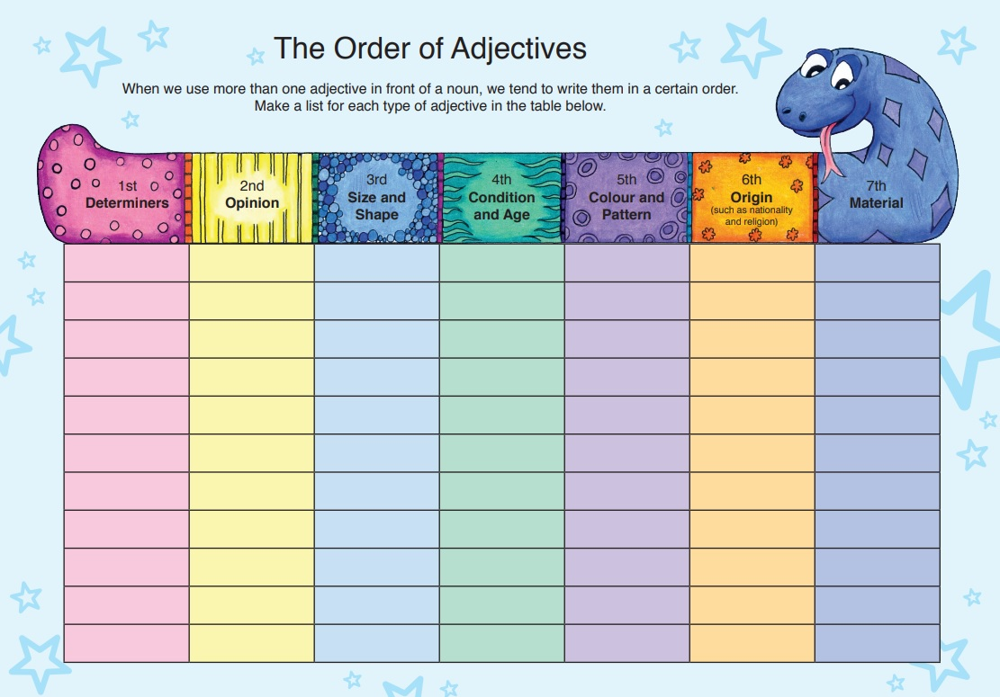 The Order of Adjectives
When we use more than one adjective in front of a noun, we tend to write them in a certain order.
Make a list for each type of adjective in the table below.
1st
Determiners
2nd
Opinion
3rd
Size and
Shape
4th
Condition
and Age
5th
Colour and
Pattern
6th
Origin
(such as nationality
and religion)
7th
Material